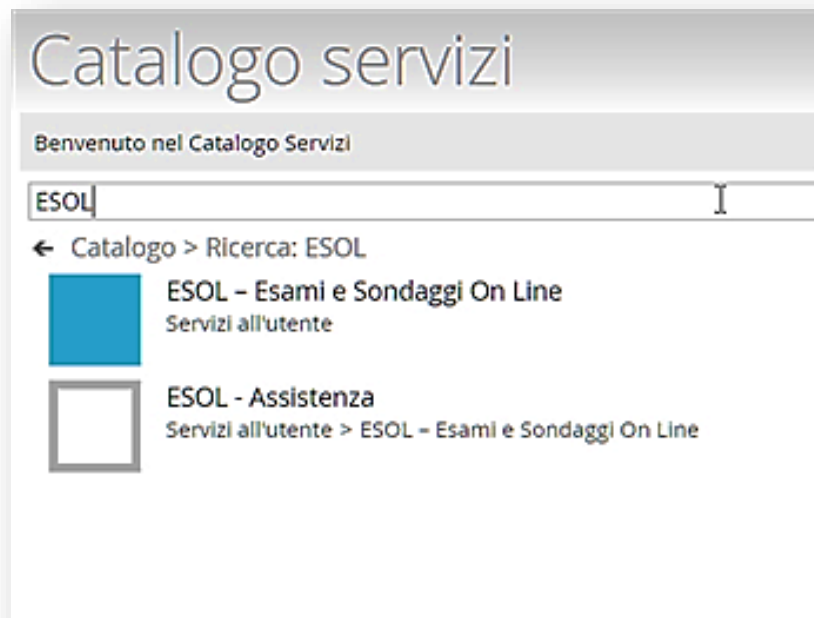 Catalogo servizi
Benvenuto nel Catalogo Servizi
ESOL
← Catalogo > Ricerca: ESOL
ESOL – Esami e Sondaggi On Line
Servizi all'utente
ESOL - Assistenza
Servizi all'utente > ESOL – Esami e Sondaggi On Line